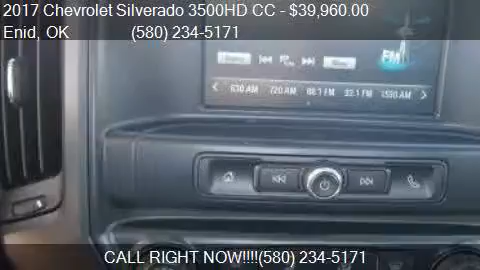 2017 Chevrolet Silverado 3500HD CC - $39,960.00
Enid, OK (580) 234-5171
FM
630 AM 720 AM 88.1 FM 93.1 FM 1530 AM
CALL RIGHT NOW!!!!(580) 234-5171